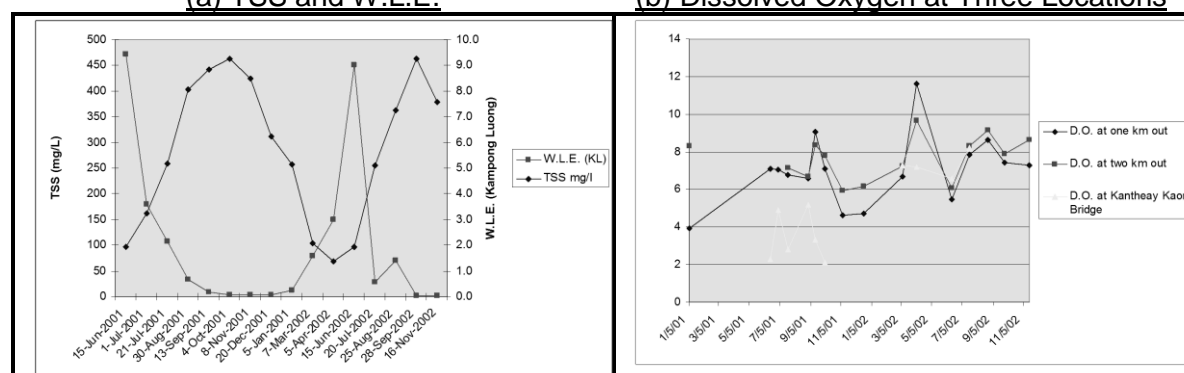 (a) TSS and W.L.E.
(b) Dissolved Oxygen at Three Locations
500
450
400
350
300
250
200
150
100
50
0
TSS (mg/L)
10.0
9.0
8.0
7.0
6.0
5.0
4.0
3.0
2.0
1.0
0.0
W.L.E. (Kampong Luong)
15-Jun-2001
1-Jul-2001
21-Jul-2001
30-Aug-2001
13-Sep-2001
4-Oct-2001
8-Nov-2001
20-Dec-2001
5-Jan-2001
7-Mar-2002
5-Apr-2002
15-Jun-2002
20-Jul-2002
25-Aug-2002
28-Sep-2002
16-Nov-2002
W.L.E. (KL)
TSS mg/l
14
12
10
8
6
4
2
0
1/5/01
3/5/01
5/5/01
7/5/01
9/5/01
11/5/01
1/5/02
3/5/02
5/5/02
7/5/02
9/5/02
11/5/02
D.O. at one km out
D.O. at two km out
D.O. at Kantheay Kaon
Bridge